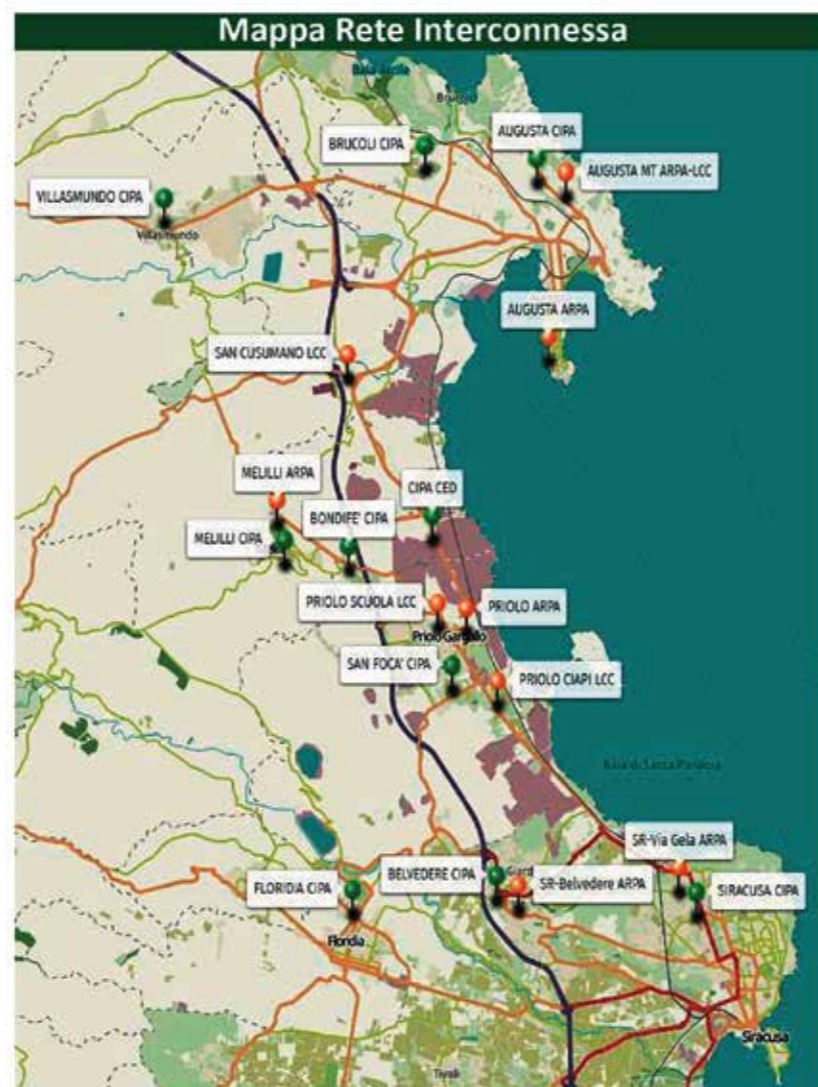 Mappa Rete Interconnessa
Brucoli
BRUCOLI CIPA
AUGUSTA CIPA
AUGUSTA MT ARPA-LCC
VILLASMUNDO CIPA
Villasmundo
AUGUSTA ARPA
SAN CUSUMANO LCC
MELILLI ARPA
CIPA CED
BONDIFE' CIPA
MELILLI CIPA
PRIOLO SCUOLA LCC
PRIOLO ARPA
Priolo Gargallo
SAN FOCA' CIPA
PRIOLO CIAPI LCC
SR-Via Gela ARPA
BELVEDERE CIPA
FLORIDIA CIPA
SR-Belvedere ARPA
SIRACUSA CIPA
Floridia
Siracusa
Tivoli